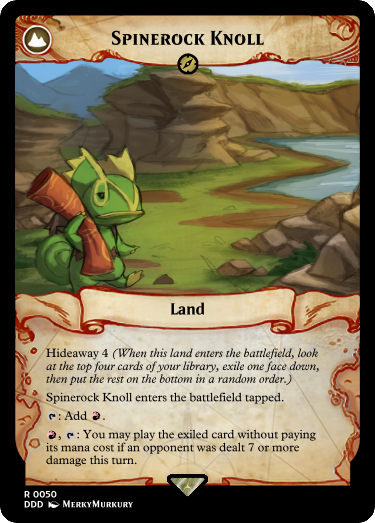 Spinerock Knoll
Land
Hideaway 4 (When this land enters the battlefield, look
at the top four cards of your library, exile one face down,
then put the rest on the bottom in a random order.)
Spinerock Knoll enters the battlefield tapped.
: Add .
, : You may play the exiled card without paying
its mana cost if an opponent was dealt 7 or more
damage this turn.
R 0050
DDD MerkyMurkury